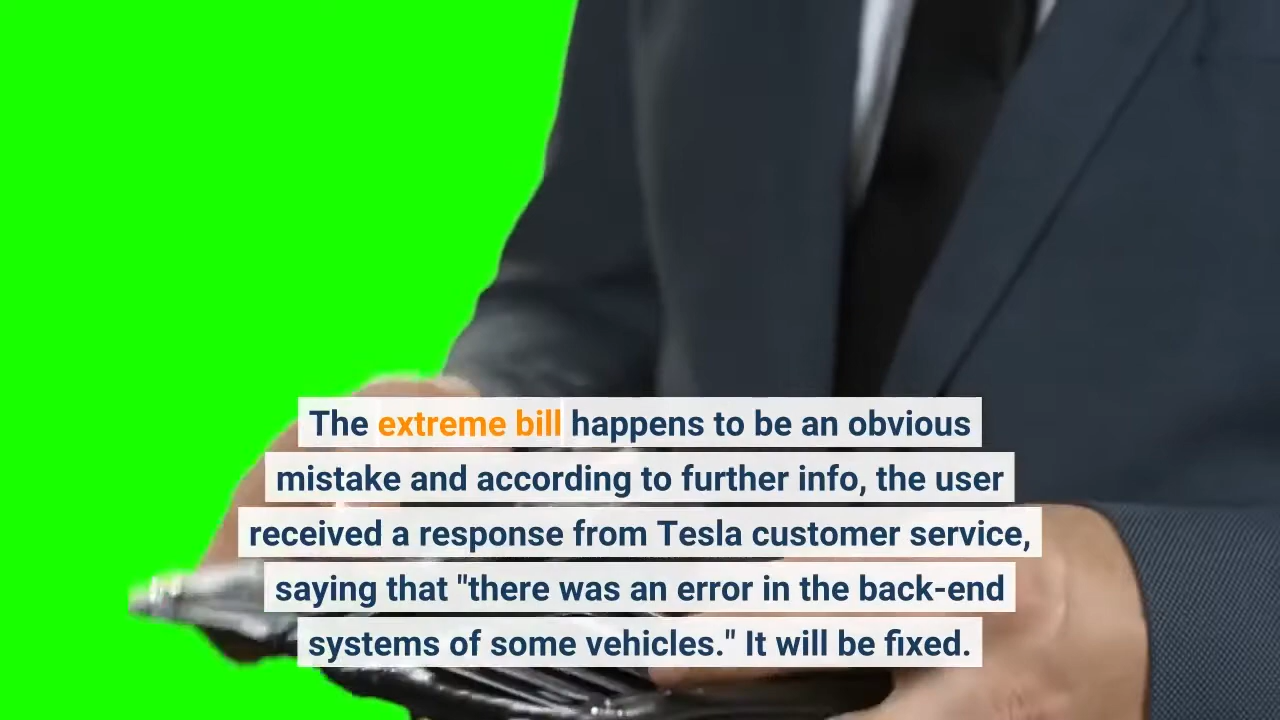 The extreme bill happens to be an obvious
mistake and according to further info, the user
received a response from Tesla customer service,
saying that "there was an error in the back-end
systems of some vehicles." It will be fixed.